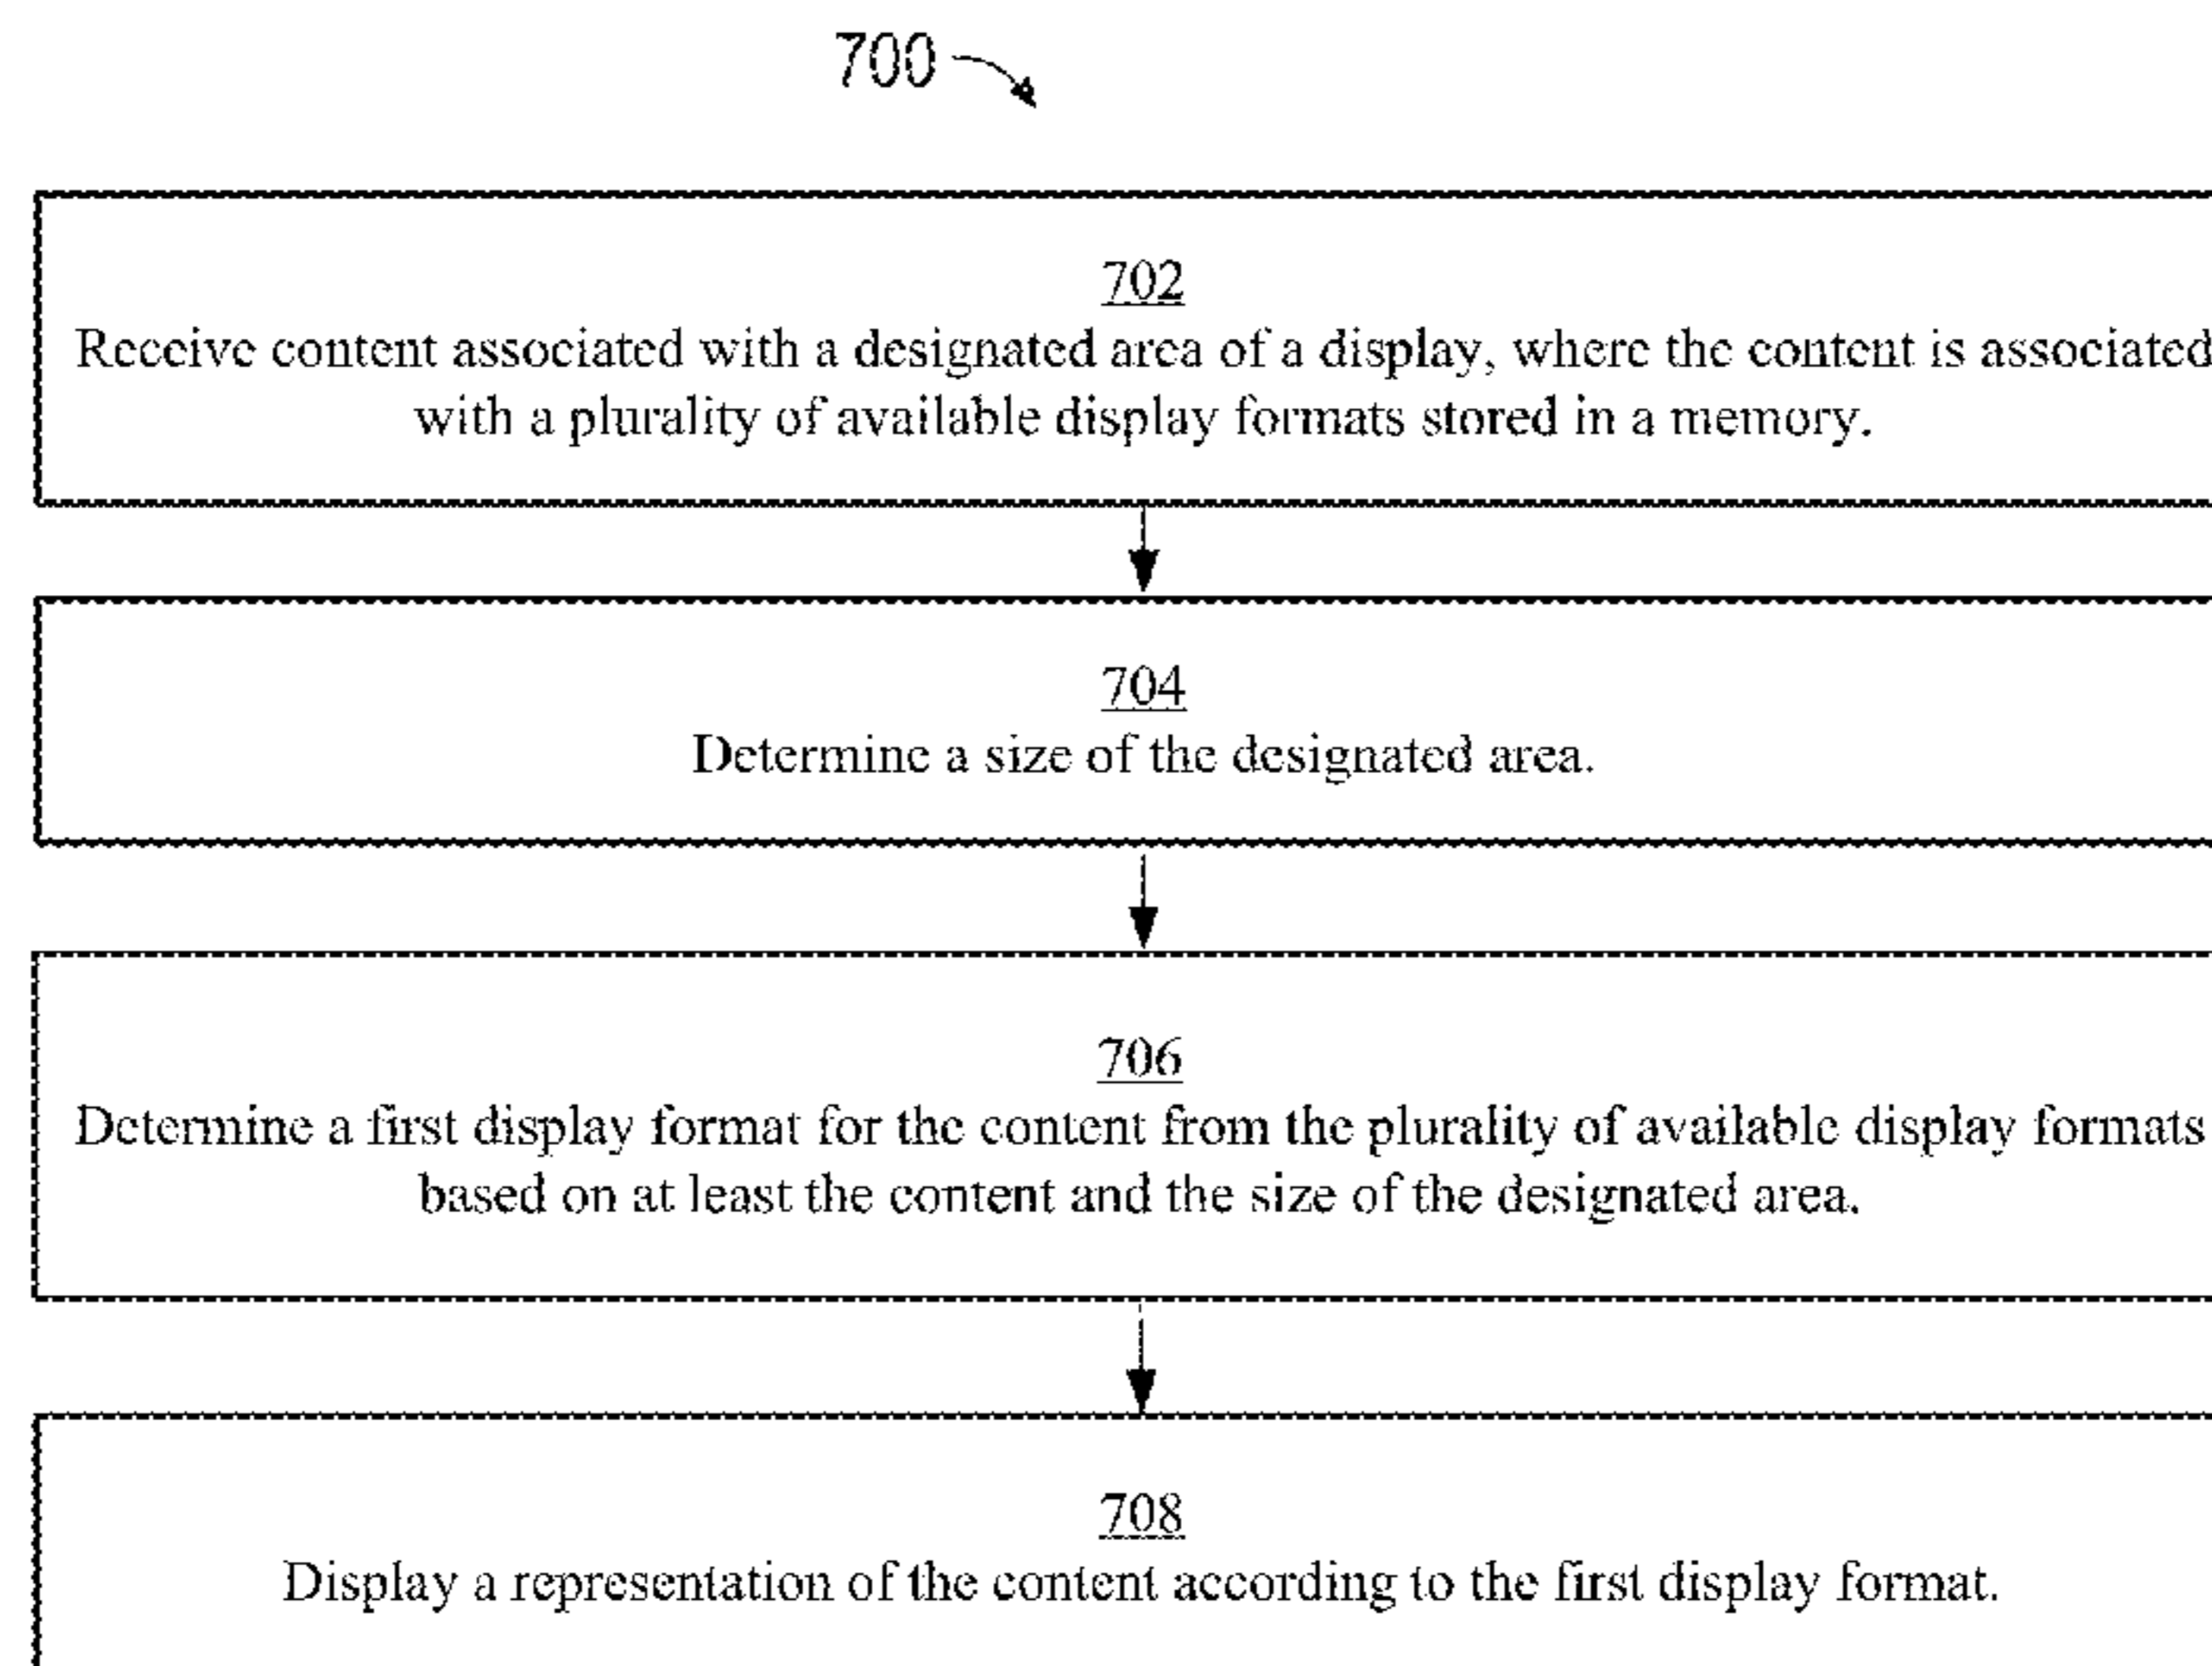 700
702
Receive content associated with a designated area of a display, where the content is associated
with a plurality of available display formats stored in a memory.
704
Determine a size of the designated area.
706
Determine a first display format for the content from the plurality of available display formats
based on at least the content and the size of the designated area.
708
Display a representation of the content according to the first display format.